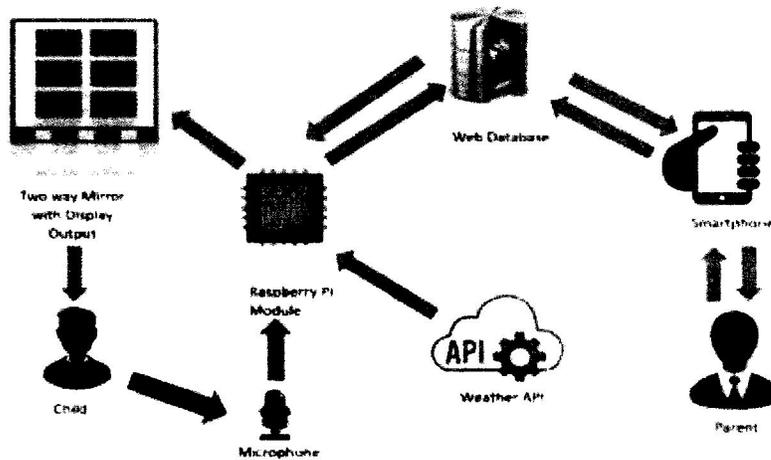 Web Database
Two way Mirror
with Display
Output
Smartphone
Raspberry Pi
Module
API
Child
Weather API
Parent
Microphone